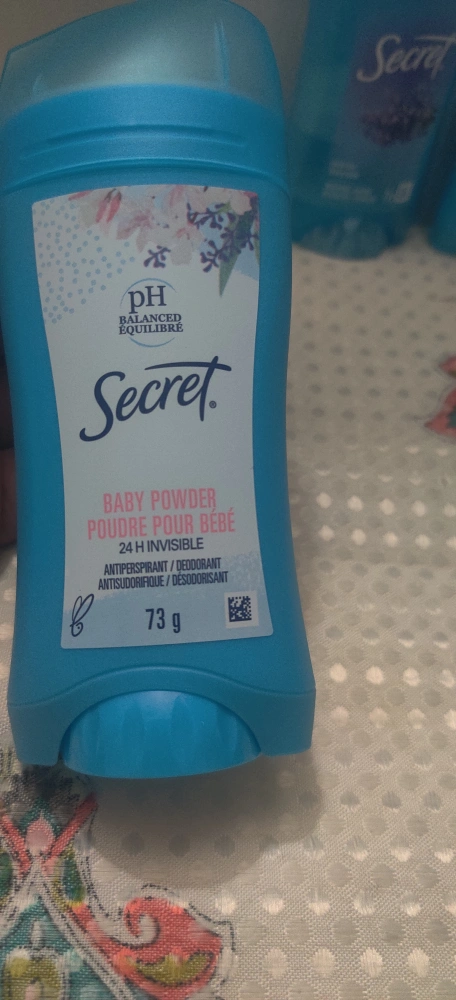 Secret
pH
BALANCED
ÉQUILIBRÉ
Secret®
BABY POWDER
POUDRE POUR BÉBÉ
24 H INVISIBLE
ANTIPERSPIRANT / DEODORANT
ANTISUDORIFIQUE / DÉSODORISANT
73 g